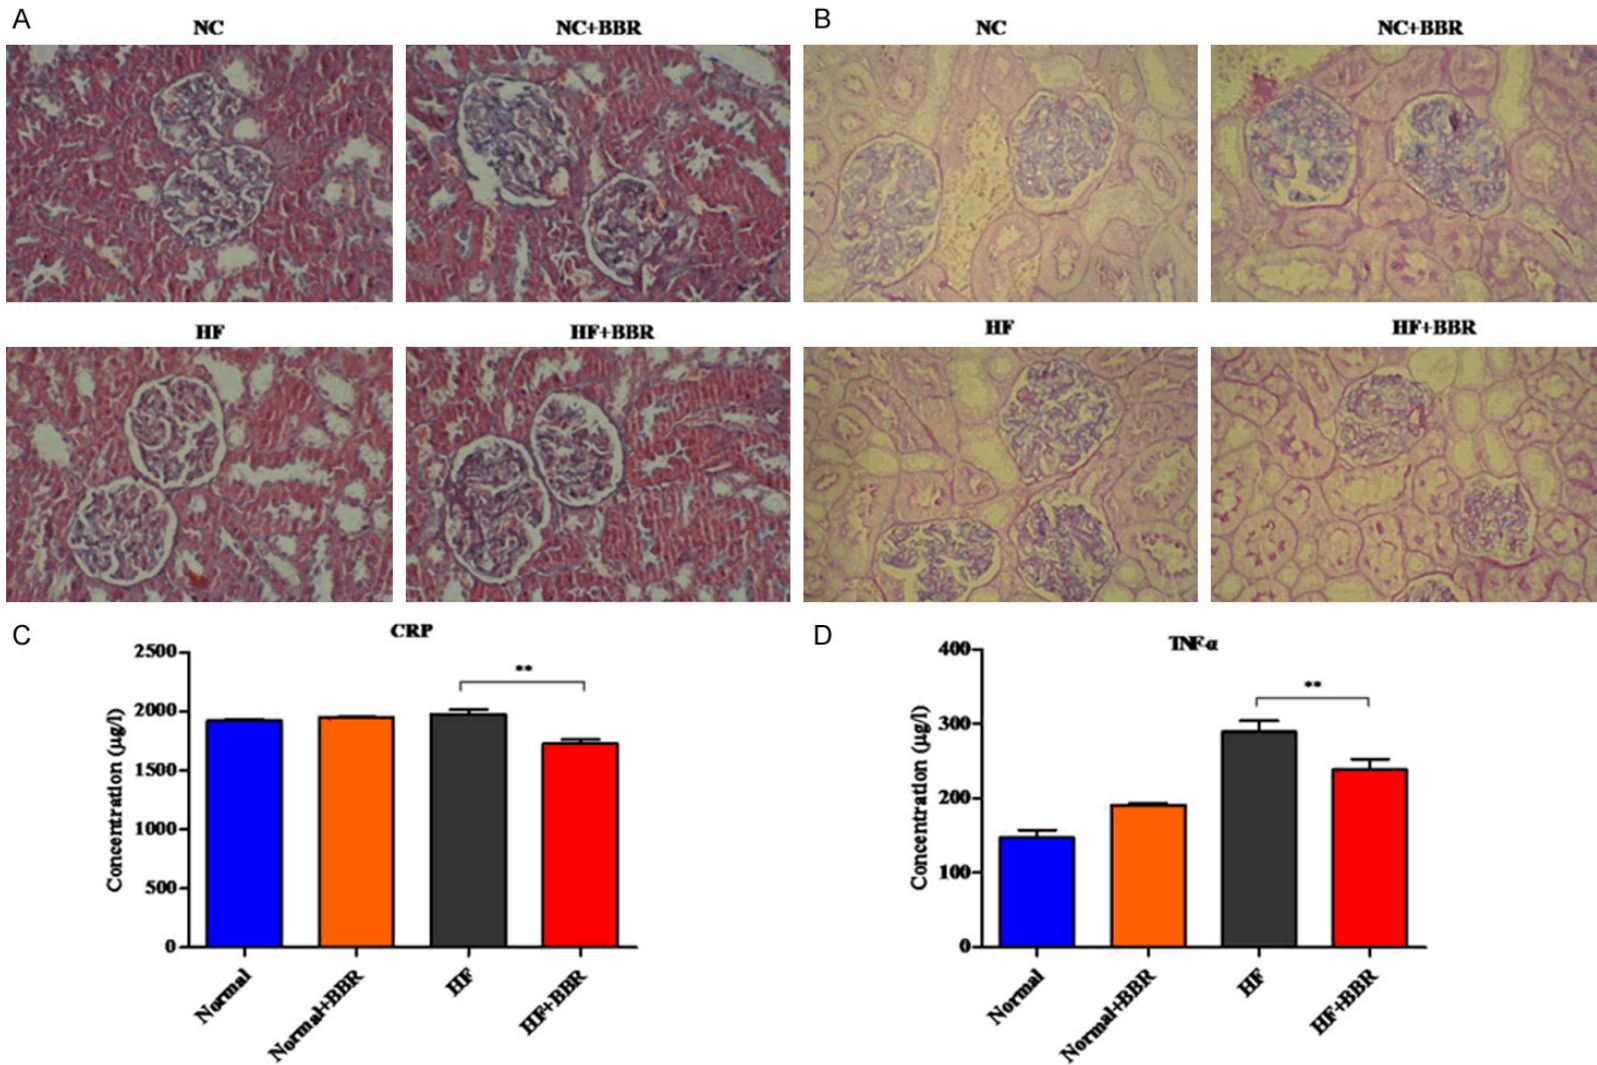 A
NC
NC+BBR
HF
HF+BBR
B
NC
NC+BBR
HF
HF+BBR
C
CRP
Concentration (µg/l)
2500
2000
1500
1000
500
0
**
Normal
Normal+BBR
HF
HF+BBR
D
TNF-α
Concentration (µg/l)
400
300
200
100
0
**
Normal
Normal+BBR
HF
HF+BBR